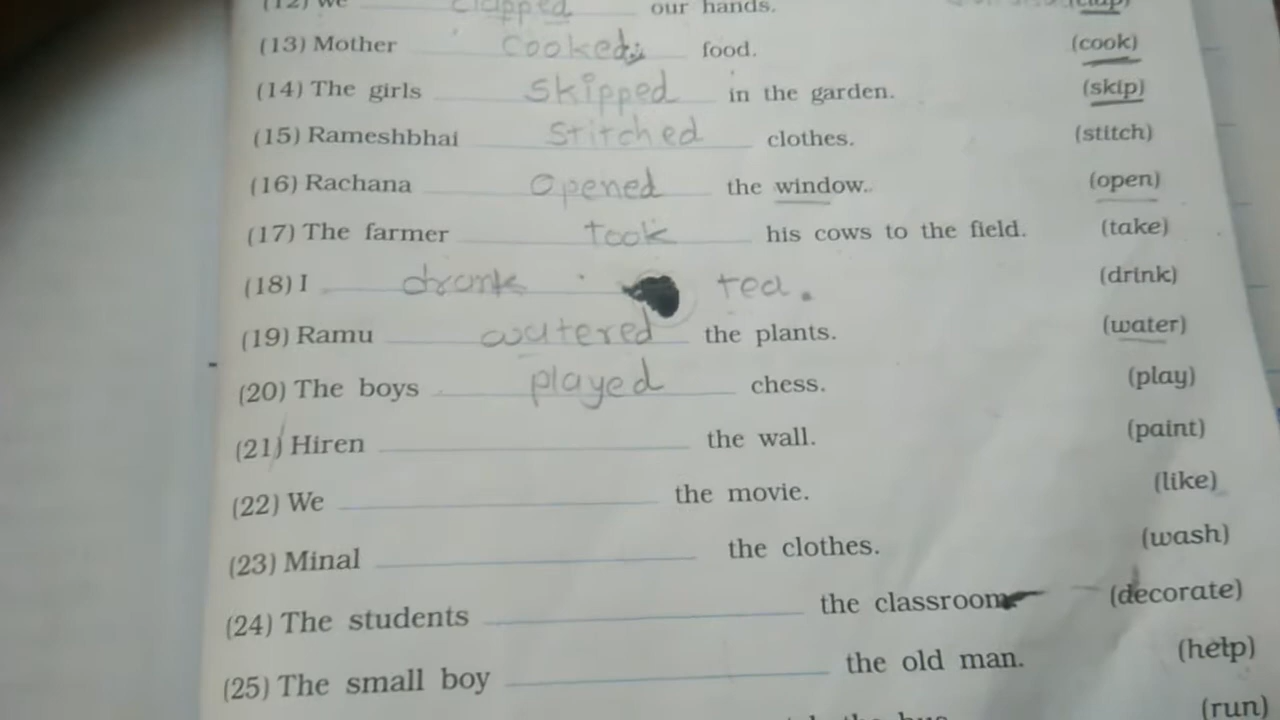 (12) We clapped our hands. (clap)
(13) Mother cooked food. (cook)
(14) The girls skipped in the garden. (skip)
(15) Rameshbhai stitched clothes. (stitch)
(16) Rachana opened the window. (open)
(17) The farmer took his cows to the field. (take)
(18) I drank tea. (drink)
(19) Ramu watered the plants. (water)
(20) The boys played chess. (play)
(21) Hiren the wall. (paint)
(22) We the movie. (like)
(23) Minal the clothes. (wash)
(24) The students the classroom (decorate)
(25) The small boy the old man. (help)
(run)